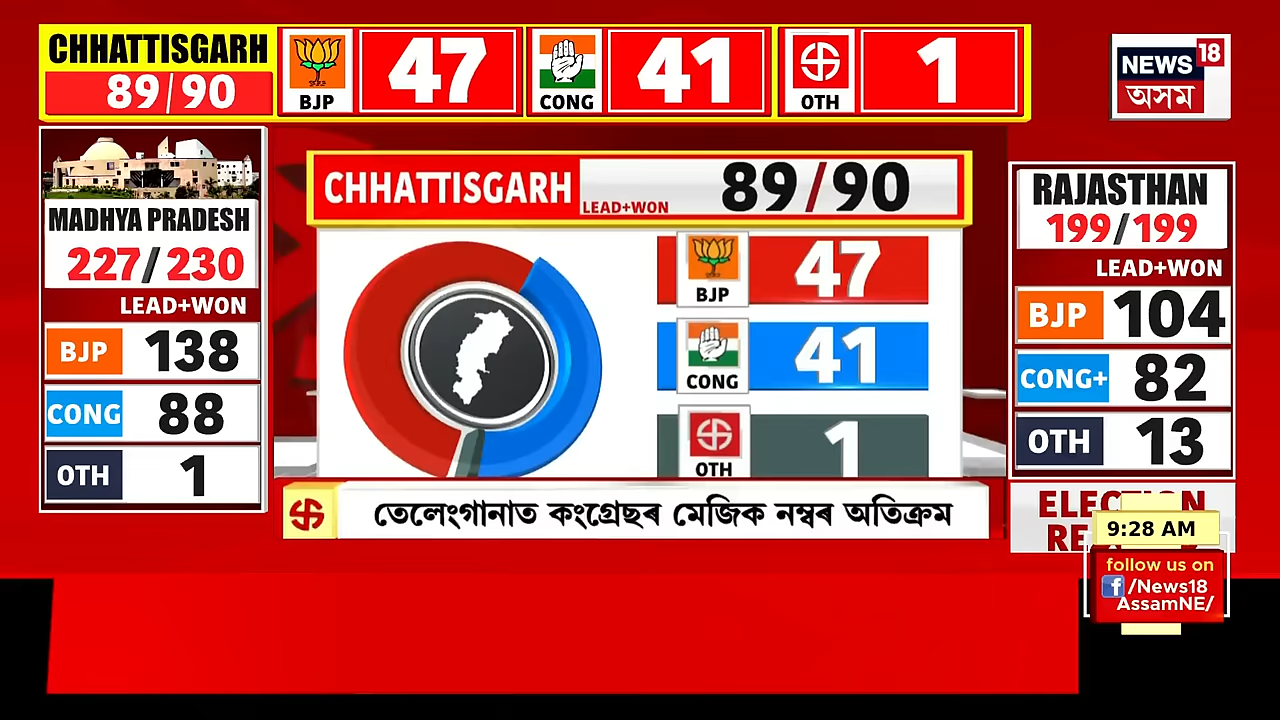 CHHATTISGARH
89/90
BJP
47
CONG
41
OTH
1
NEWS 18
অসম
MADHYA PRADESH
227/230
LEAD+WON
BJP 138
CONG 88
OTH 1
CHHATTISGARH
LEAD+WON
89/90
BJP
47
CONG
41
OTH
1
RAJASTHAN
199/199
LEAD+WON
BJP 104
CONG+ 82
OTH 13
তেলেংগানাত কংগ্ৰেছৰ মেজিক নম্বৰ অতিক্ৰম
9:28 AM
follow us on
/News18
AssamNE/